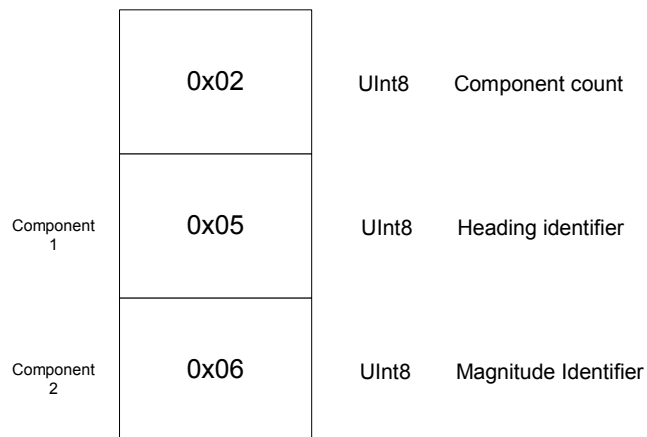 0x02 UInt8 Component count
Component 0x05 UInt8 Heading identifier
1
Component 0x06 UInt8 Magnitude Identifier
2